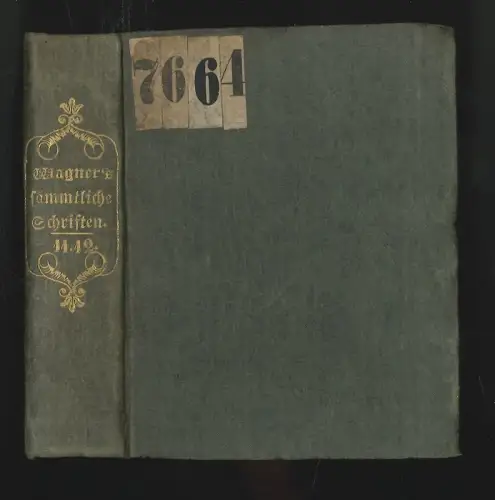 7664
Wagner's
sämmtliche
Schriften.
11.12.